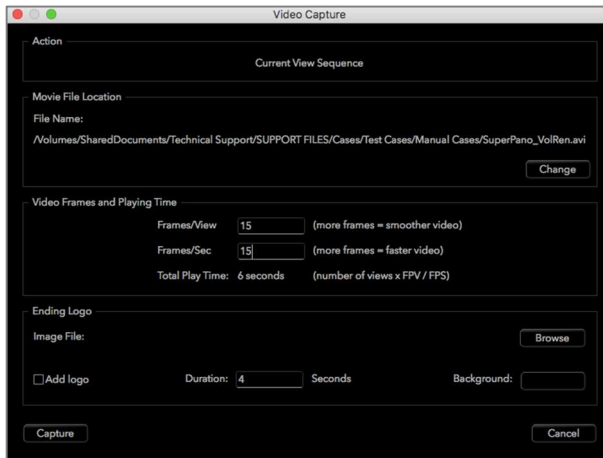 Video Capture
Action
Current View Sequence
Movie File Location
File Name:
/Volumes/SharedDocuments/Technical Support/SUPPORT FILES/Cases/Test Cases/Manual Cases/SuperPano_VolRen.avi
Change
Video Frames and Playing Time
Frames/View 15 (more frames = smoother video)
Frames/Sec 15 (more frames = faster video)
Total Play Time: 6 seconds (number of views x FPV / FPS)
Ending Logo
Image File: Browse
Add logo Duration: 4 Seconds Background:
Capture Cancel